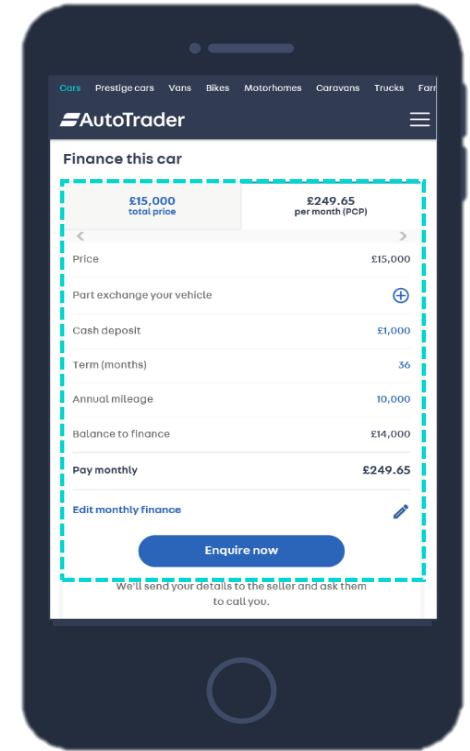 Cars Prestige cars Vans Bikes Motorhomes Caravans Trucks Farm
AutoTrader
Finance this car
£15,000 £249.65
total price per month (PCP)
Price £15,000
Part exchange your vehicle
Cash deposit £1,000
Term (months) 36
Annual mileage 10,000
Balance to finance £14,000
Pay monthly £249.65
Edit monthly finance
Enquire now
We'll send your details to the seller and ask them
to call you.